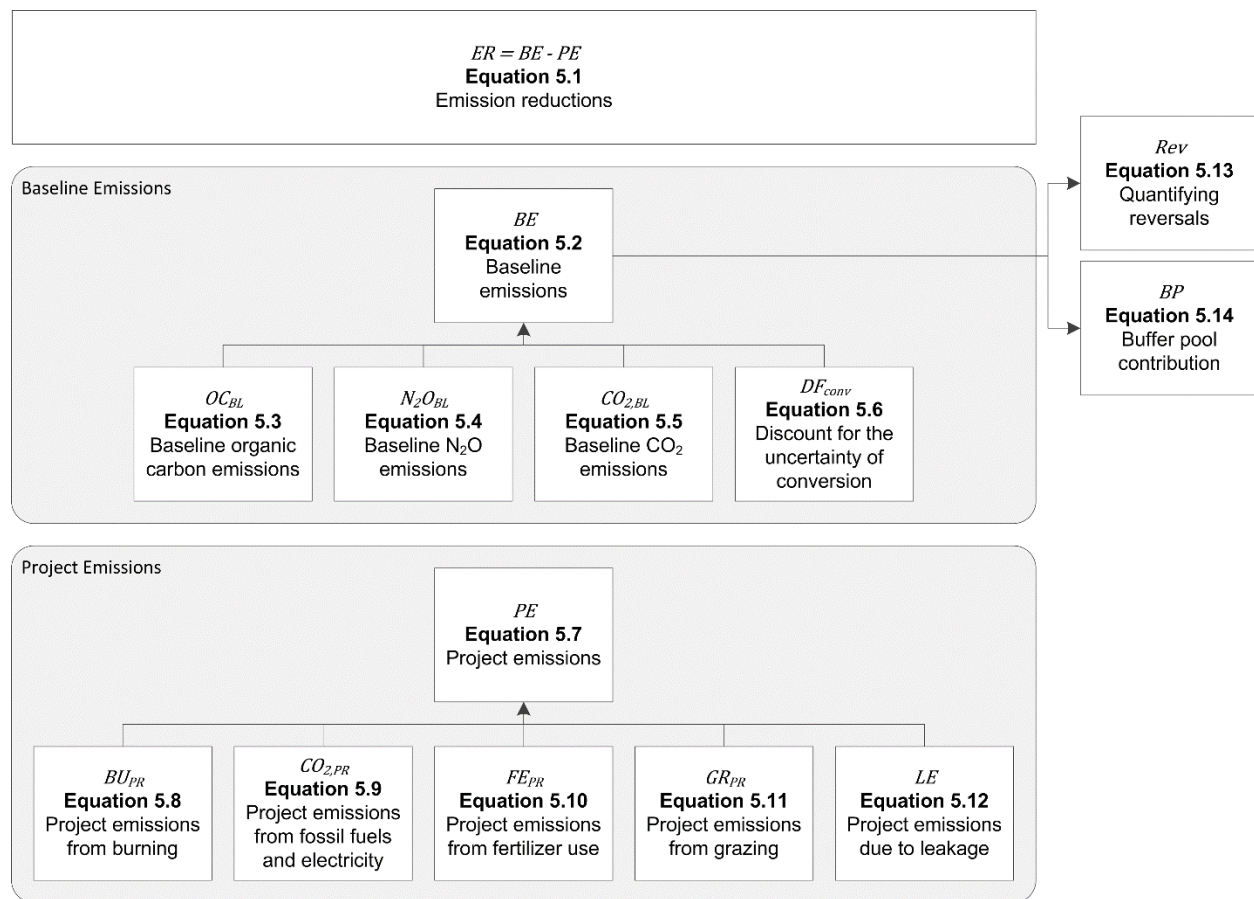 ER = BE - PE
Equation 5.1
Emission reductions
Rev
Equation 5.13
Quantifying
reversals
BP
Equation 5.14
Buffer pool
contribution
Baseline Emissions
BE
Equation 5.2
Baseline
emissions
OC_BL
Equation 5.3
Baseline organic
carbon emissions
N₂O_BL
Equation 5.4
Baseline N₂O
emissions
CO₂,BL
Equation 5.5
Baseline CO₂
emissions
DF_conv
Equation 5.6
Discount for the
uncertainty of
conversion
Project Emissions
PE
Equation 5.7
Project emissions
BU_PR
Equation 5.8
Project emissions
from burning
CO₂,PR
Equation 5.9
Project emissions
from fossil fuels
and electricity
FE_PR
Equation 5.10
Project emissions
from fertilizer use
GR_PR
Equation 5.11
Project emissions
from grazing
LE
Equation 5.12
Project emissions
due to leakage